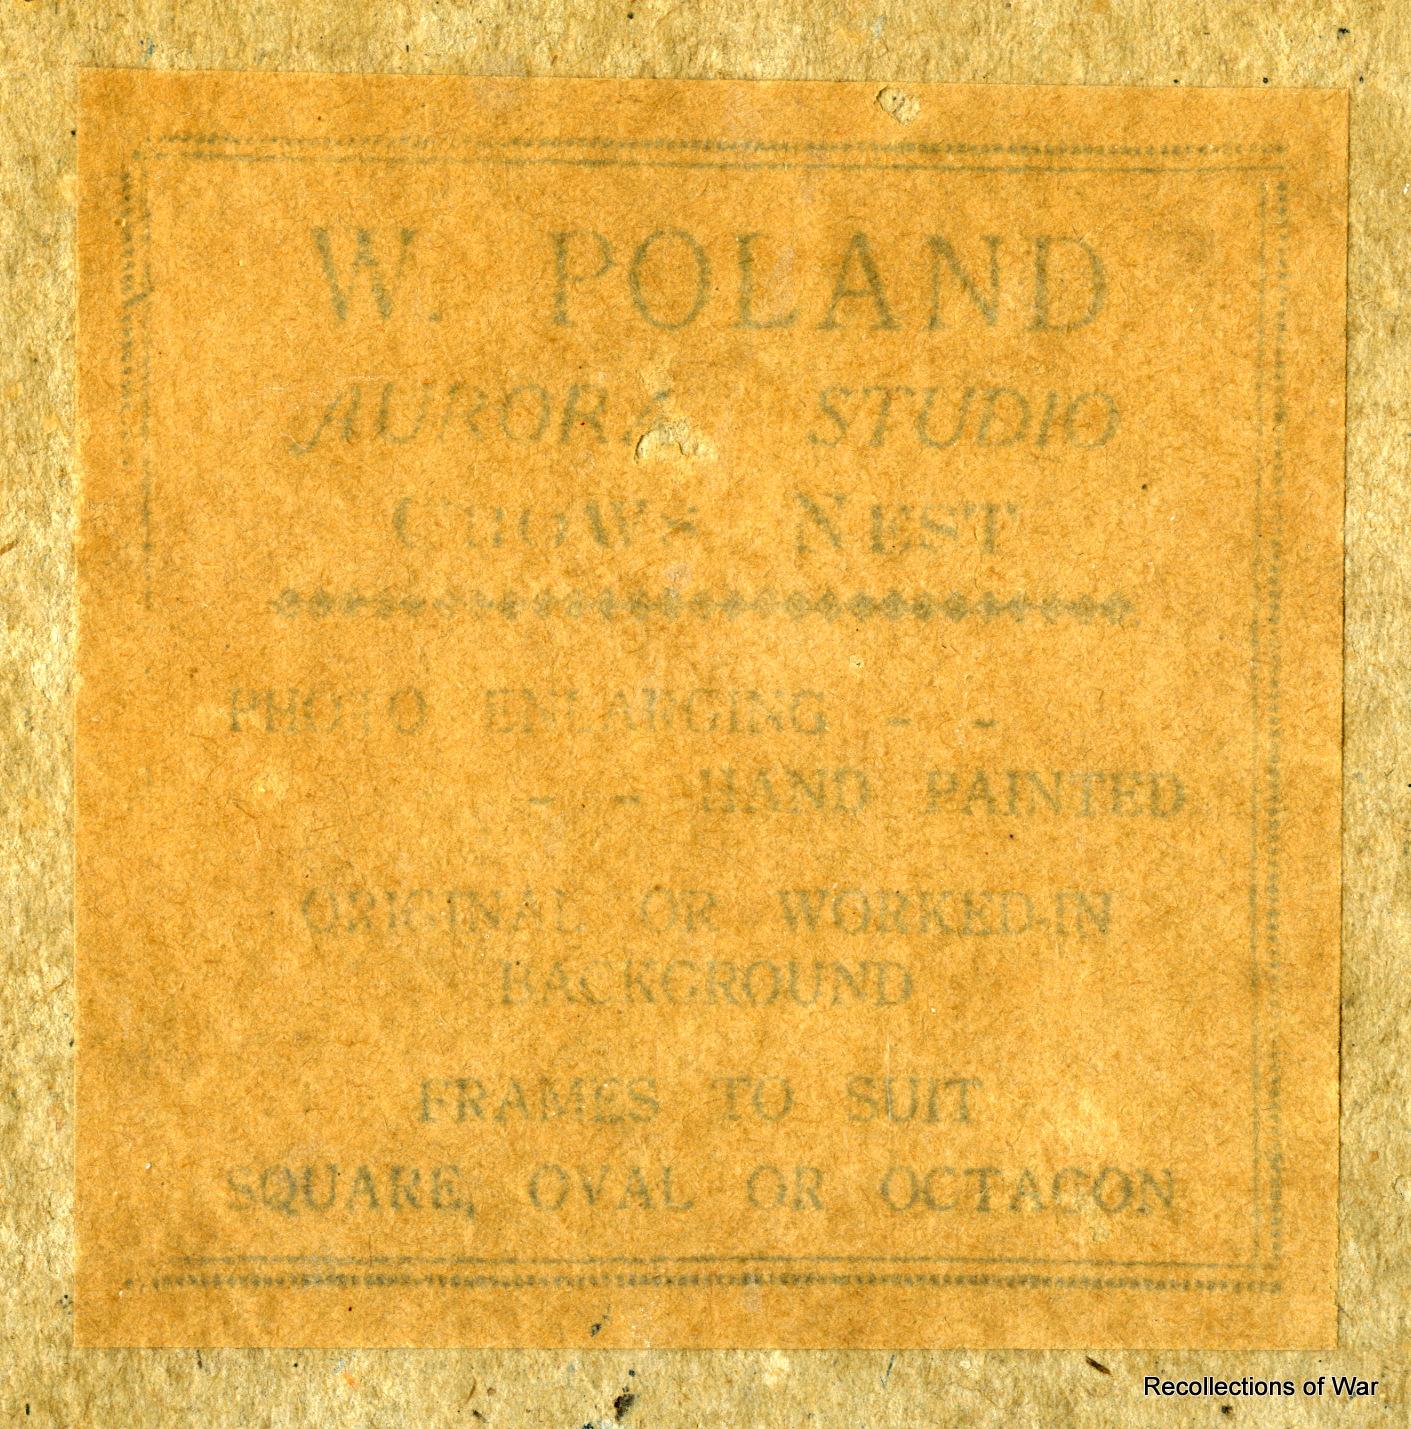 W. POLAND
AURORA STUDIO
CROWS NEST
PHOTO ENLARGING - -
- - HAND PAINTED
ORIGINAL OR WORKED-IN
BACKGROUND
FRAMES TO SUIT
SQUARE, OVAL OR OCTAGON
Recollections of War